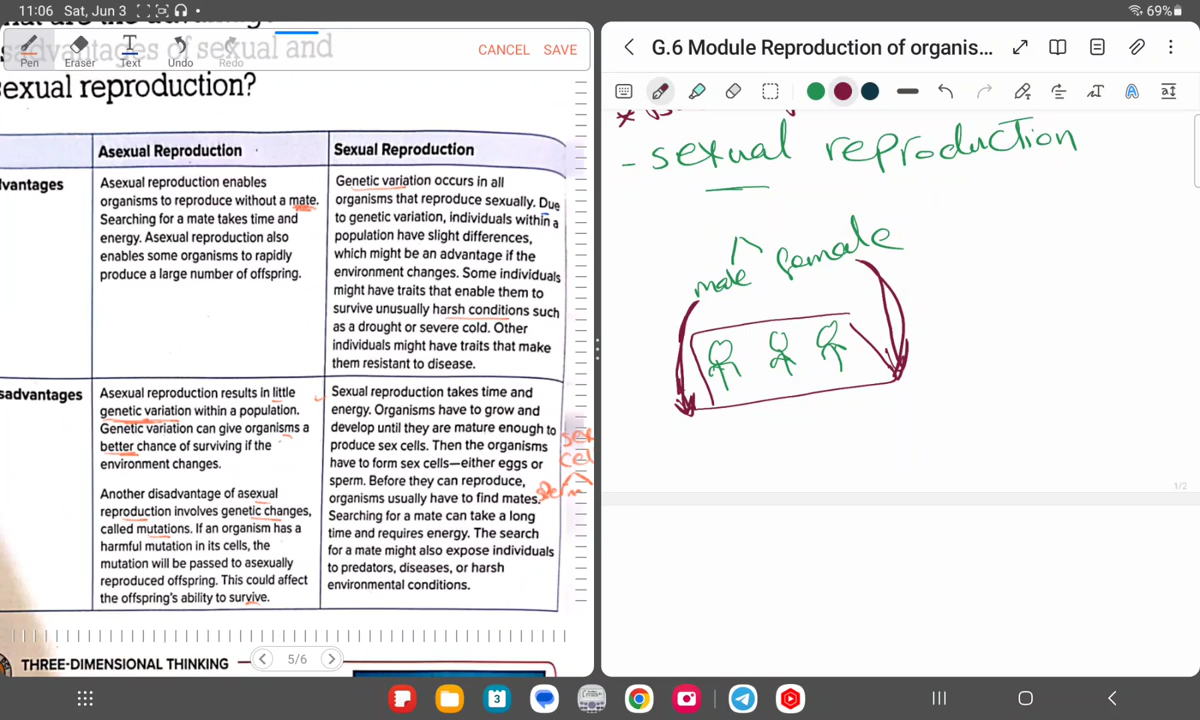 11:06 Sat, Jun 3
69%
sadvantages of sexual and
Pen
Eraser
Text
Undo
Redo
CANCEL SAVE
sexual reproduction?
Asexual Reproduction
Sexual Reproduction
dvantages
Asexual reproduction enables
organisms to reproduce without a mate.
Searching for a mate takes time and
energy. Asexual reproduction also
enables some organisms to rapidly
produce a large number of offspring.
Genetic variation occurs in all
organisms that reproduce sexually. Due
to genetic variation, individuals within a
population have slight differences,
which might be an advantage if the
environment changes. Some individuals
might have traits that enable them to
survive unusually harsh conditions such
as a drought or severe cold. Other
individuals might have traits that make
them resistant to disease.
sadvantages
Asexual reproduction results in little
genetic variation within a population.
Genetic variation can give organisms a
better chance of surviving if the
environment changes.
Another disadvantage of asexual
reproduction involves genetic changes,
called mutations. If an organism has a
harmful mutation in its cells, the
mutation will be passed to asexually
reproduced offspring. This could affect
the offspring's ability to survive.
Sexual reproduction takes time and
energy. Organisms have to grow and
develop until they are mature enough to
produce sex cells. Then the organisms
have to form sex cells—either eggs or
sperm. Before they can reproduce,
organisms usually have to find mates.
Searching for a mate can take a long
time and requires energy. The search
for a mate might also expose individuals
to predators, diseases, or harsh
environmental conditions.
THREE-DIMENSIONAL THINKING
5/6
G.6 Module Reproduction of organis...
- sexual reproduction
male female
1/2
3